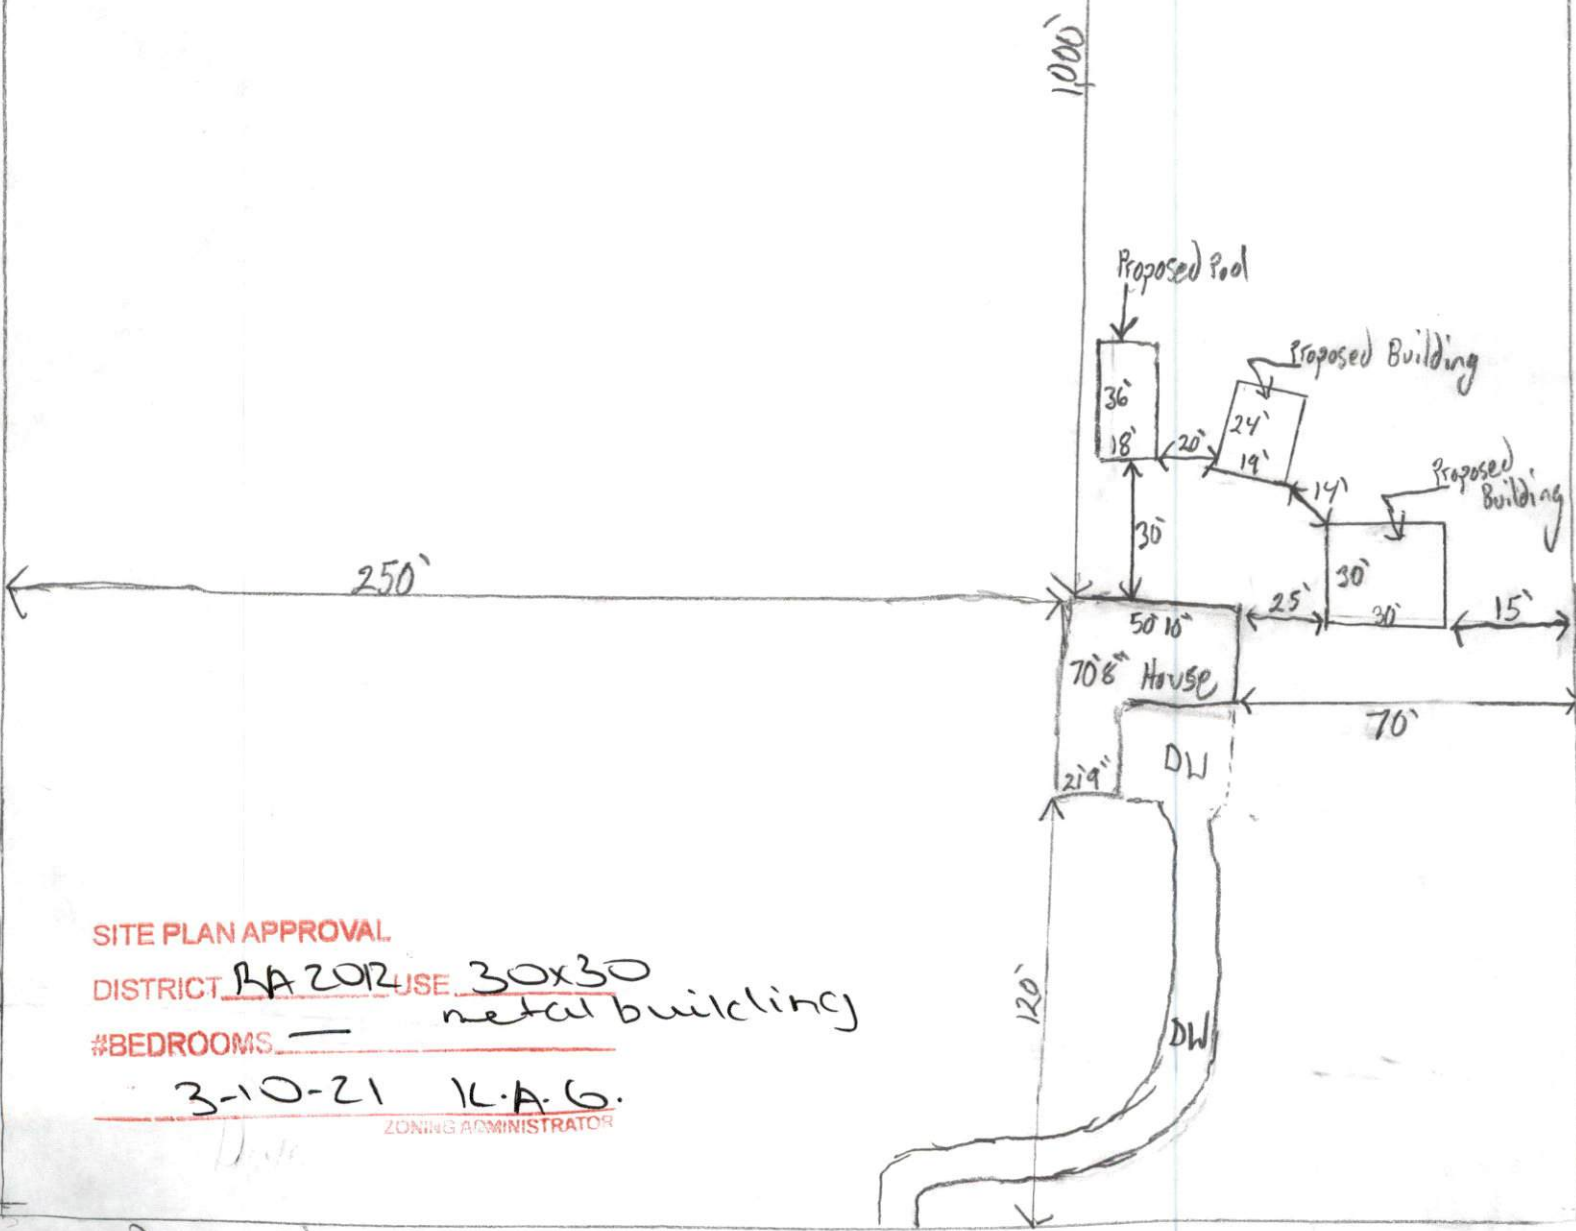 1,000'
Proposed Pool
Proposed Building
36'
24'
18'
20'
19'
Proposed
Building
14'
30'
30'
250'
25'
30'
15'
50'10"
70'8" House
70'
DW
21'9"
SITE PLAN APPROVAL
DISTRICT RA20R USE 30x30
metal building
#BEDROOMS —
120'
DW
3-10-21 K.A.G.
ZONING ADMINISTRATOR